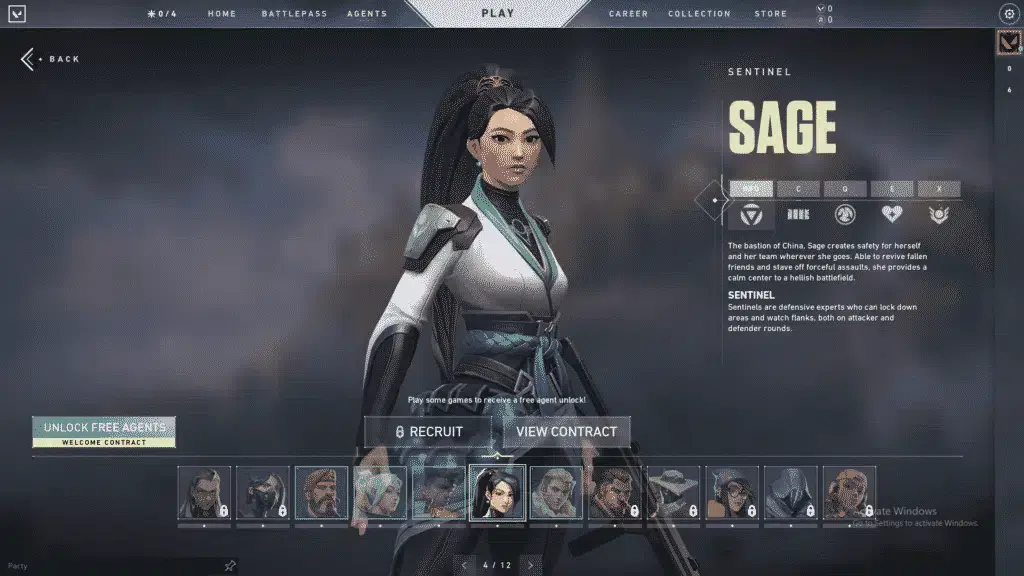 0/4
HOME
BATTLEPASS
AGENTS
PLAY
CAREER
COLLECTION
STORE
0
0
BACK
SENTINEL
SAGE
INFO
C
Q
E
X
The bastion of China, Sage creates safety for herself
and her team wherever she goes. Able to revive fallen
friends and stave off forceful assaults, she provides a
calm center to a hellish battlefield.
SENTINEL
Sentinels are defensive experts who can lock down
areas and watch flanks, both on attacker and
defender rounds.
0
6
Play some games to receive a free agent unlock!
UNLOCK FREE AGENTS
WELCOME CONTRACT
RECRUIT
VIEW CONTRACT
Activate Windows
Go to Settings to activate Windows.
Party
4 / 12